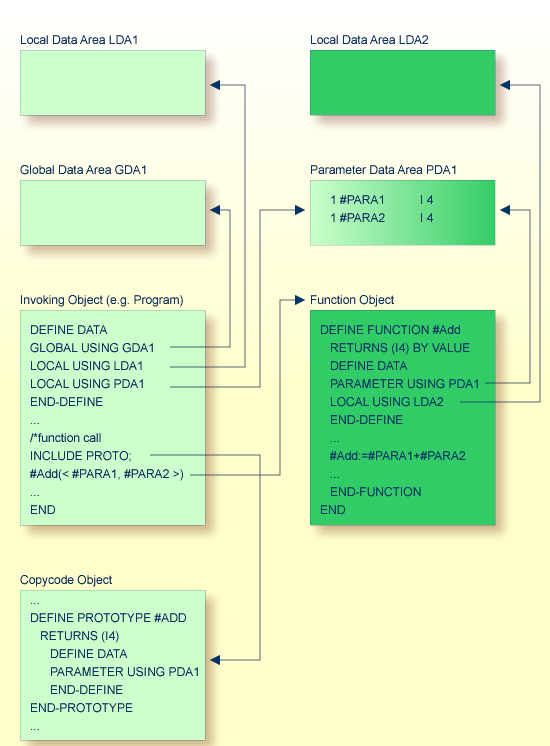 Local Data Area LDA1
Local Data Area LDA2
Global Data Area GDA1
Parameter Data Area PDA1
1 #PARA1 I 4
1 #PARA2 I 4
Invoking Object (e.g. Program)
DEFINE DATA
GLOBAL USING GDA1
LOCAL USING LDA1
LOCAL USING PDA1
END-DEFINE
...
/*function call
INCLUDE PROTO;
#Add(< #PARA1, #PARA2 >)
...
END
Function Object
DEFINE FUNCTION #Add
RETURNS (I4) BY VALUE
DEFINE DATA
PARAMETER USING PDA1
LOCAL USING LDA2
END-DEFINE
...
#Add:=#PARA1+#PARA2
...
END-FUNCTION
END
Copycode Object
...
DEFINE PROTOTYPE #ADD
RETURNS (I4)
DEFINE DATA
PARAMETER USING PDA1
END-DEFINE
END-PROTOTYPE
...